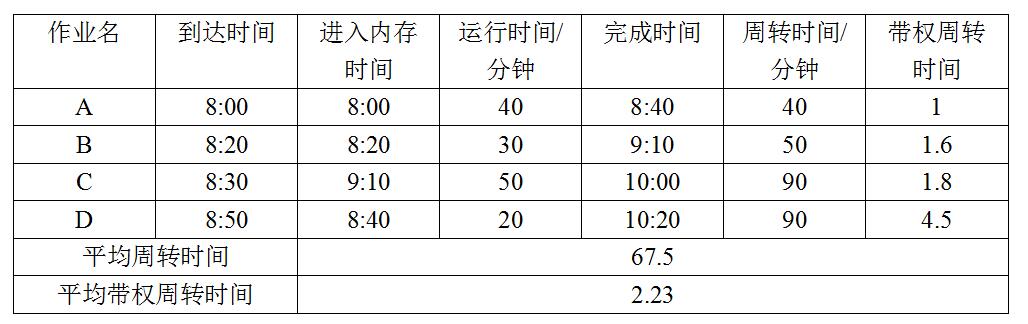 作业名 到达时间 进入内存时间 运行时间/分钟 完成时间 周转时间/分钟 带权周转时间
A 8:00 8:00 40 8:40 40 1
B 8:20 8:20 30 9:10 50 1.6
C 8:30 9:10 50 10:00 90 1.8
D 8:50 8:40 20 10:20 90 4.5
平均周转时间 67.5
平均带权周转时间 2.23